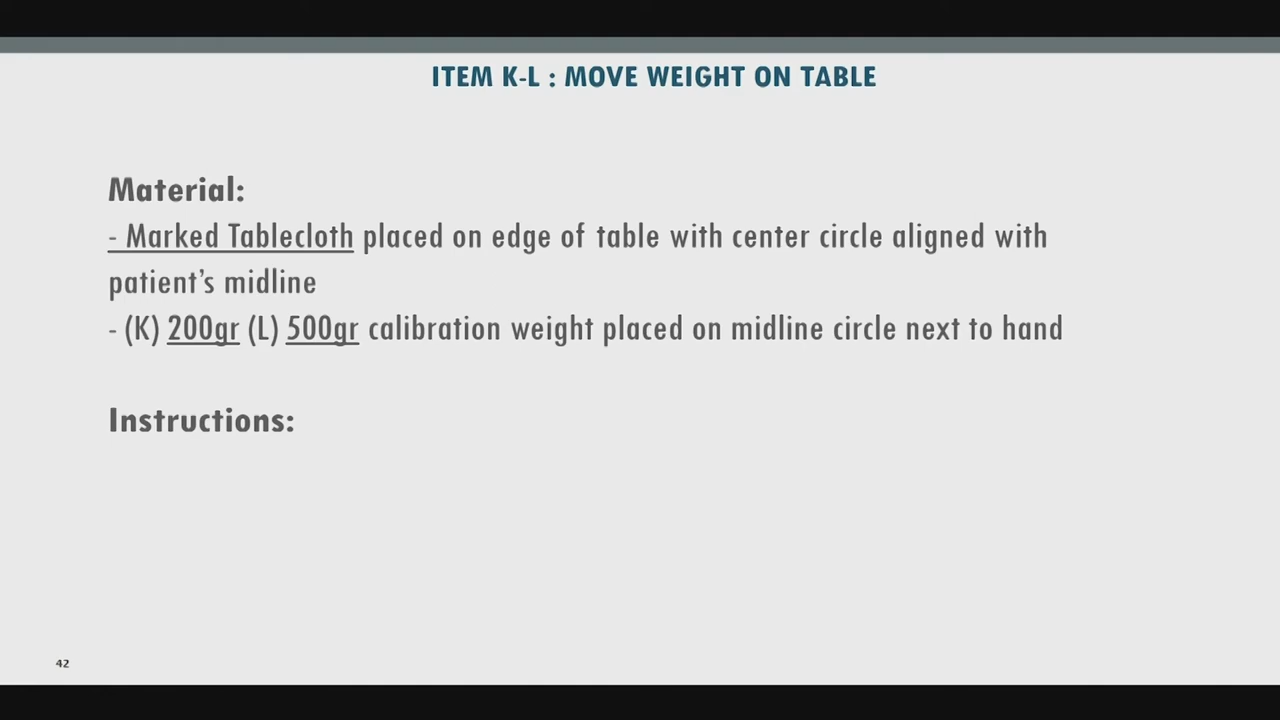 ITEM K-L : MOVE WEIGHT ON TABLE
Material:
- Marked Tablecloth placed on edge of table with center circle aligned with
patient's midline
- (K) 200gr (L) 500gr calibration weight placed on midline circle next to hand
Instructions:
42